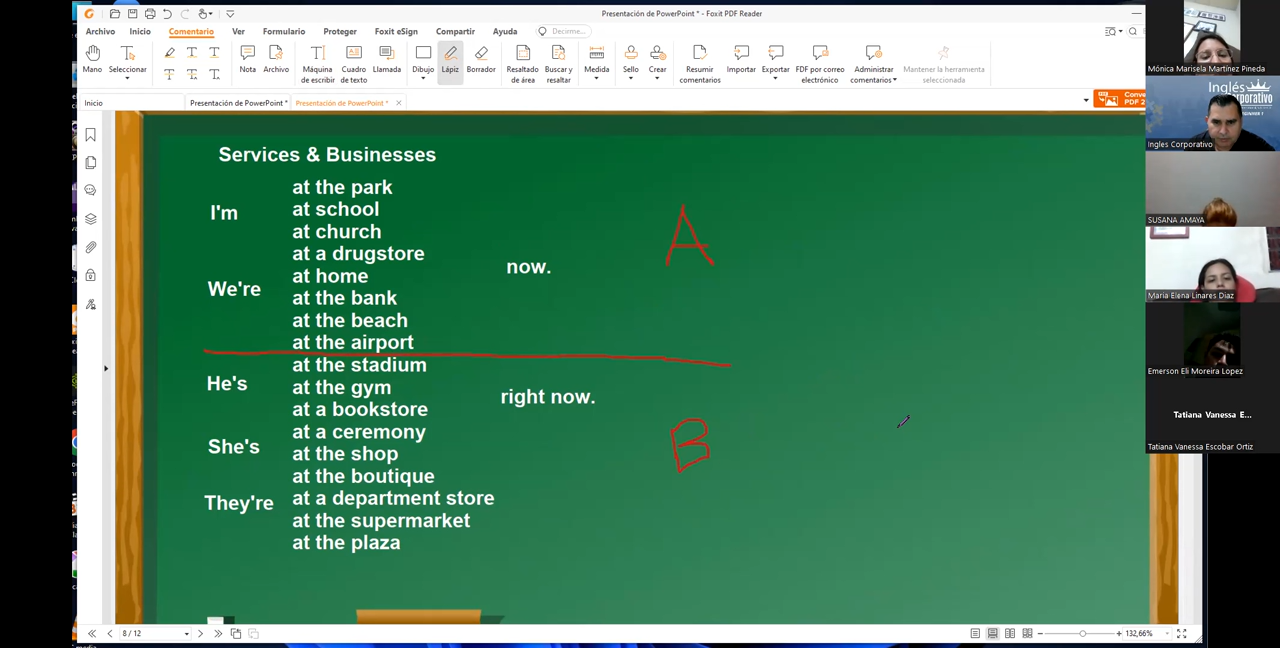 Presentación de PowerPoint * - Foxit PDF Reader
Archivo Inicio Comentario Ver Formulario Proteger Foxit eSign Compartir Ayuda Decirme...
Mano Seleccionar Nota Archivo Máquina de escribir Cuadro de texto Llamada Dibujo Lápiz Borrador Resaltado de área Buscar y resaltar Medida Sello Crear Resumir comentarios Importar Exportar FDF por correo electrónico Administrar comentarios Mantener la herramienta seleccionada
Inicio Presentación de PowerPoint * Presentación de PowerPoint *
Conve
PDF 2
Services & Businesses
I'm
We're
He's
She's
They're
at the park
at school
at church
at a drugstore
at home
at the bank
at the beach
at the airport
at the stadium
at the gym
at a bookstore
at a ceremony
at the shop
at the boutique
at a department store
at the supermarket
at the plaza
now.
right now.
A
B
8 / 12
132,66%
Mónica Marisela Martínez Pineda
Inglés
Corporativo
Ingles Corporativo
SUSANA AMAYA
Maria Elena Linares Diaz
Emerson Eli Moreira Lopez
Tatiana Vanessa E...
Tatiana Vanessa Escobar Ortiz